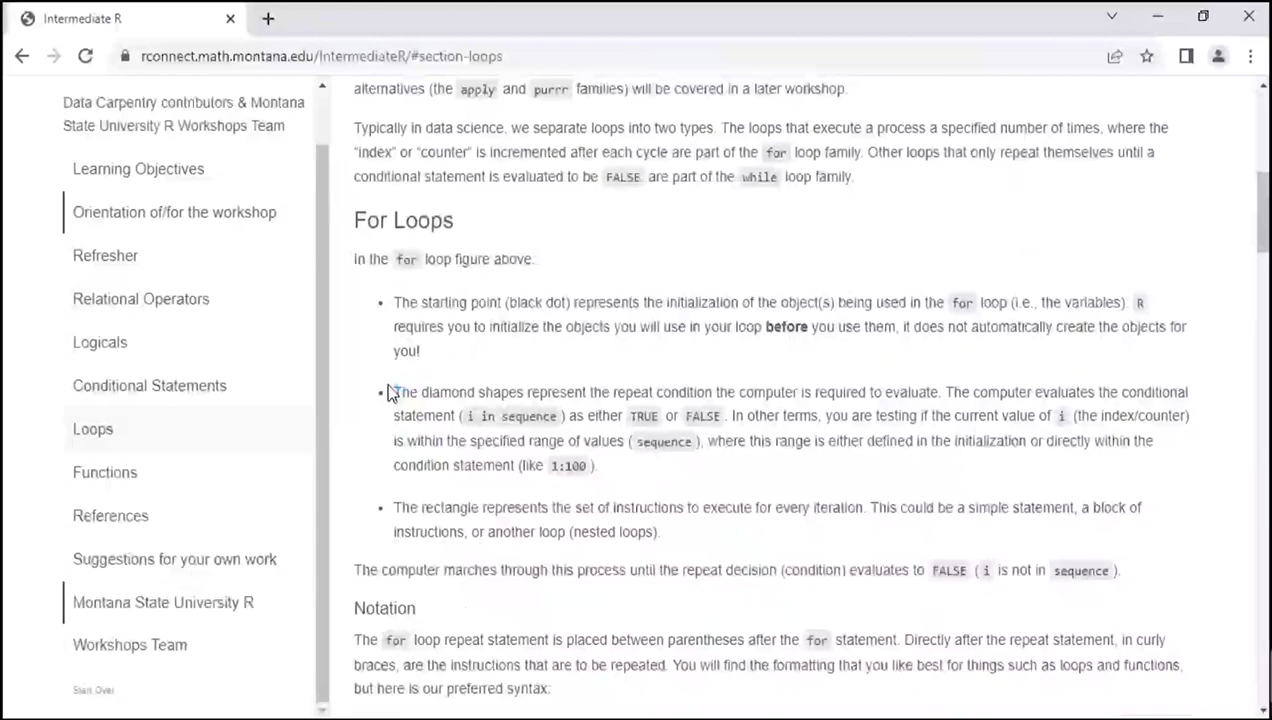 Intermediate R
rconnect.math.montana.edu/IntermediateR/#section-loops
Data Carpentry contributors & Montana
State University R Workshops Team
Learning Objectives
Orientation of/for the workshop
Refresher
Relational Operators
Logicals
Conditional Statements
Loops
Functions
References
Suggestions for your own work
Montana State University R
Workshops Team
Start Over
alternatives (the apply and purrr families) will be covered in a later workshop.
Typically in data science, we separate loops into two types. The loops that execute a process a specified number of times, where the
“index” or “counter” is incremented after each cycle are part of the for loop family. Other loops that only repeat themselves until a
conditional statement is evaluated to be FALSE are part of the while loop family.
For Loops
In the for loop figure above:
• The starting point (black dot) represents the initialization of the object(s) being used in the for loop (i.e., the variables). R
requires you to initialize the objects you will use in your loop before you use them, it does not automatically create the objects for
you!
• The diamond shapes represent the repeat condition the computer is required to evaluate. The computer evaluates the conditional
statement (i in sequence) as either TRUE or FALSE. In other terms, you are testing if the current value of i (the index/counter)
is within the specified range of values (sequence), where this range is either defined in the initialization or directly within the
condition statement (like 1:100).
• The rectangle represents the set of instructions to execute for every iteration. This could be a simple statement, a block of
instructions, or another loop (nested loops).
The computer marches through this process until the repeat decision (condition) evaluates to FALSE (i is not in sequence).
Notation
The for loop repeat statement is placed between parentheses after the for statement. Directly after the repeat statement, in curly
braces, are the instructions that are to be repeated. You will find the formatting that you like best for things such as loops and functions,
but here is our preferred syntax: